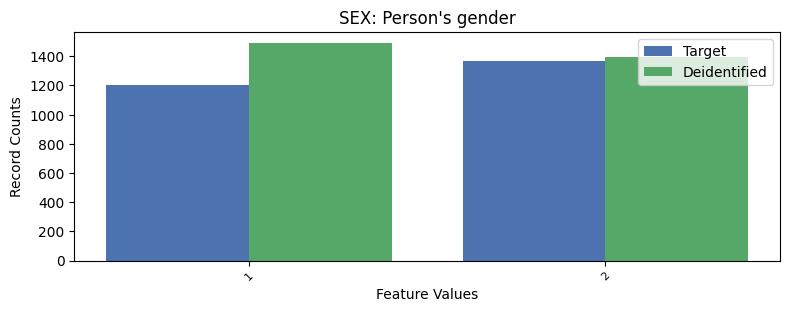 SEX: Person's gender
Target
Deidentified
Record Counts
1400
1200
1000
800
600
400
200
0
1
2
Feature Values